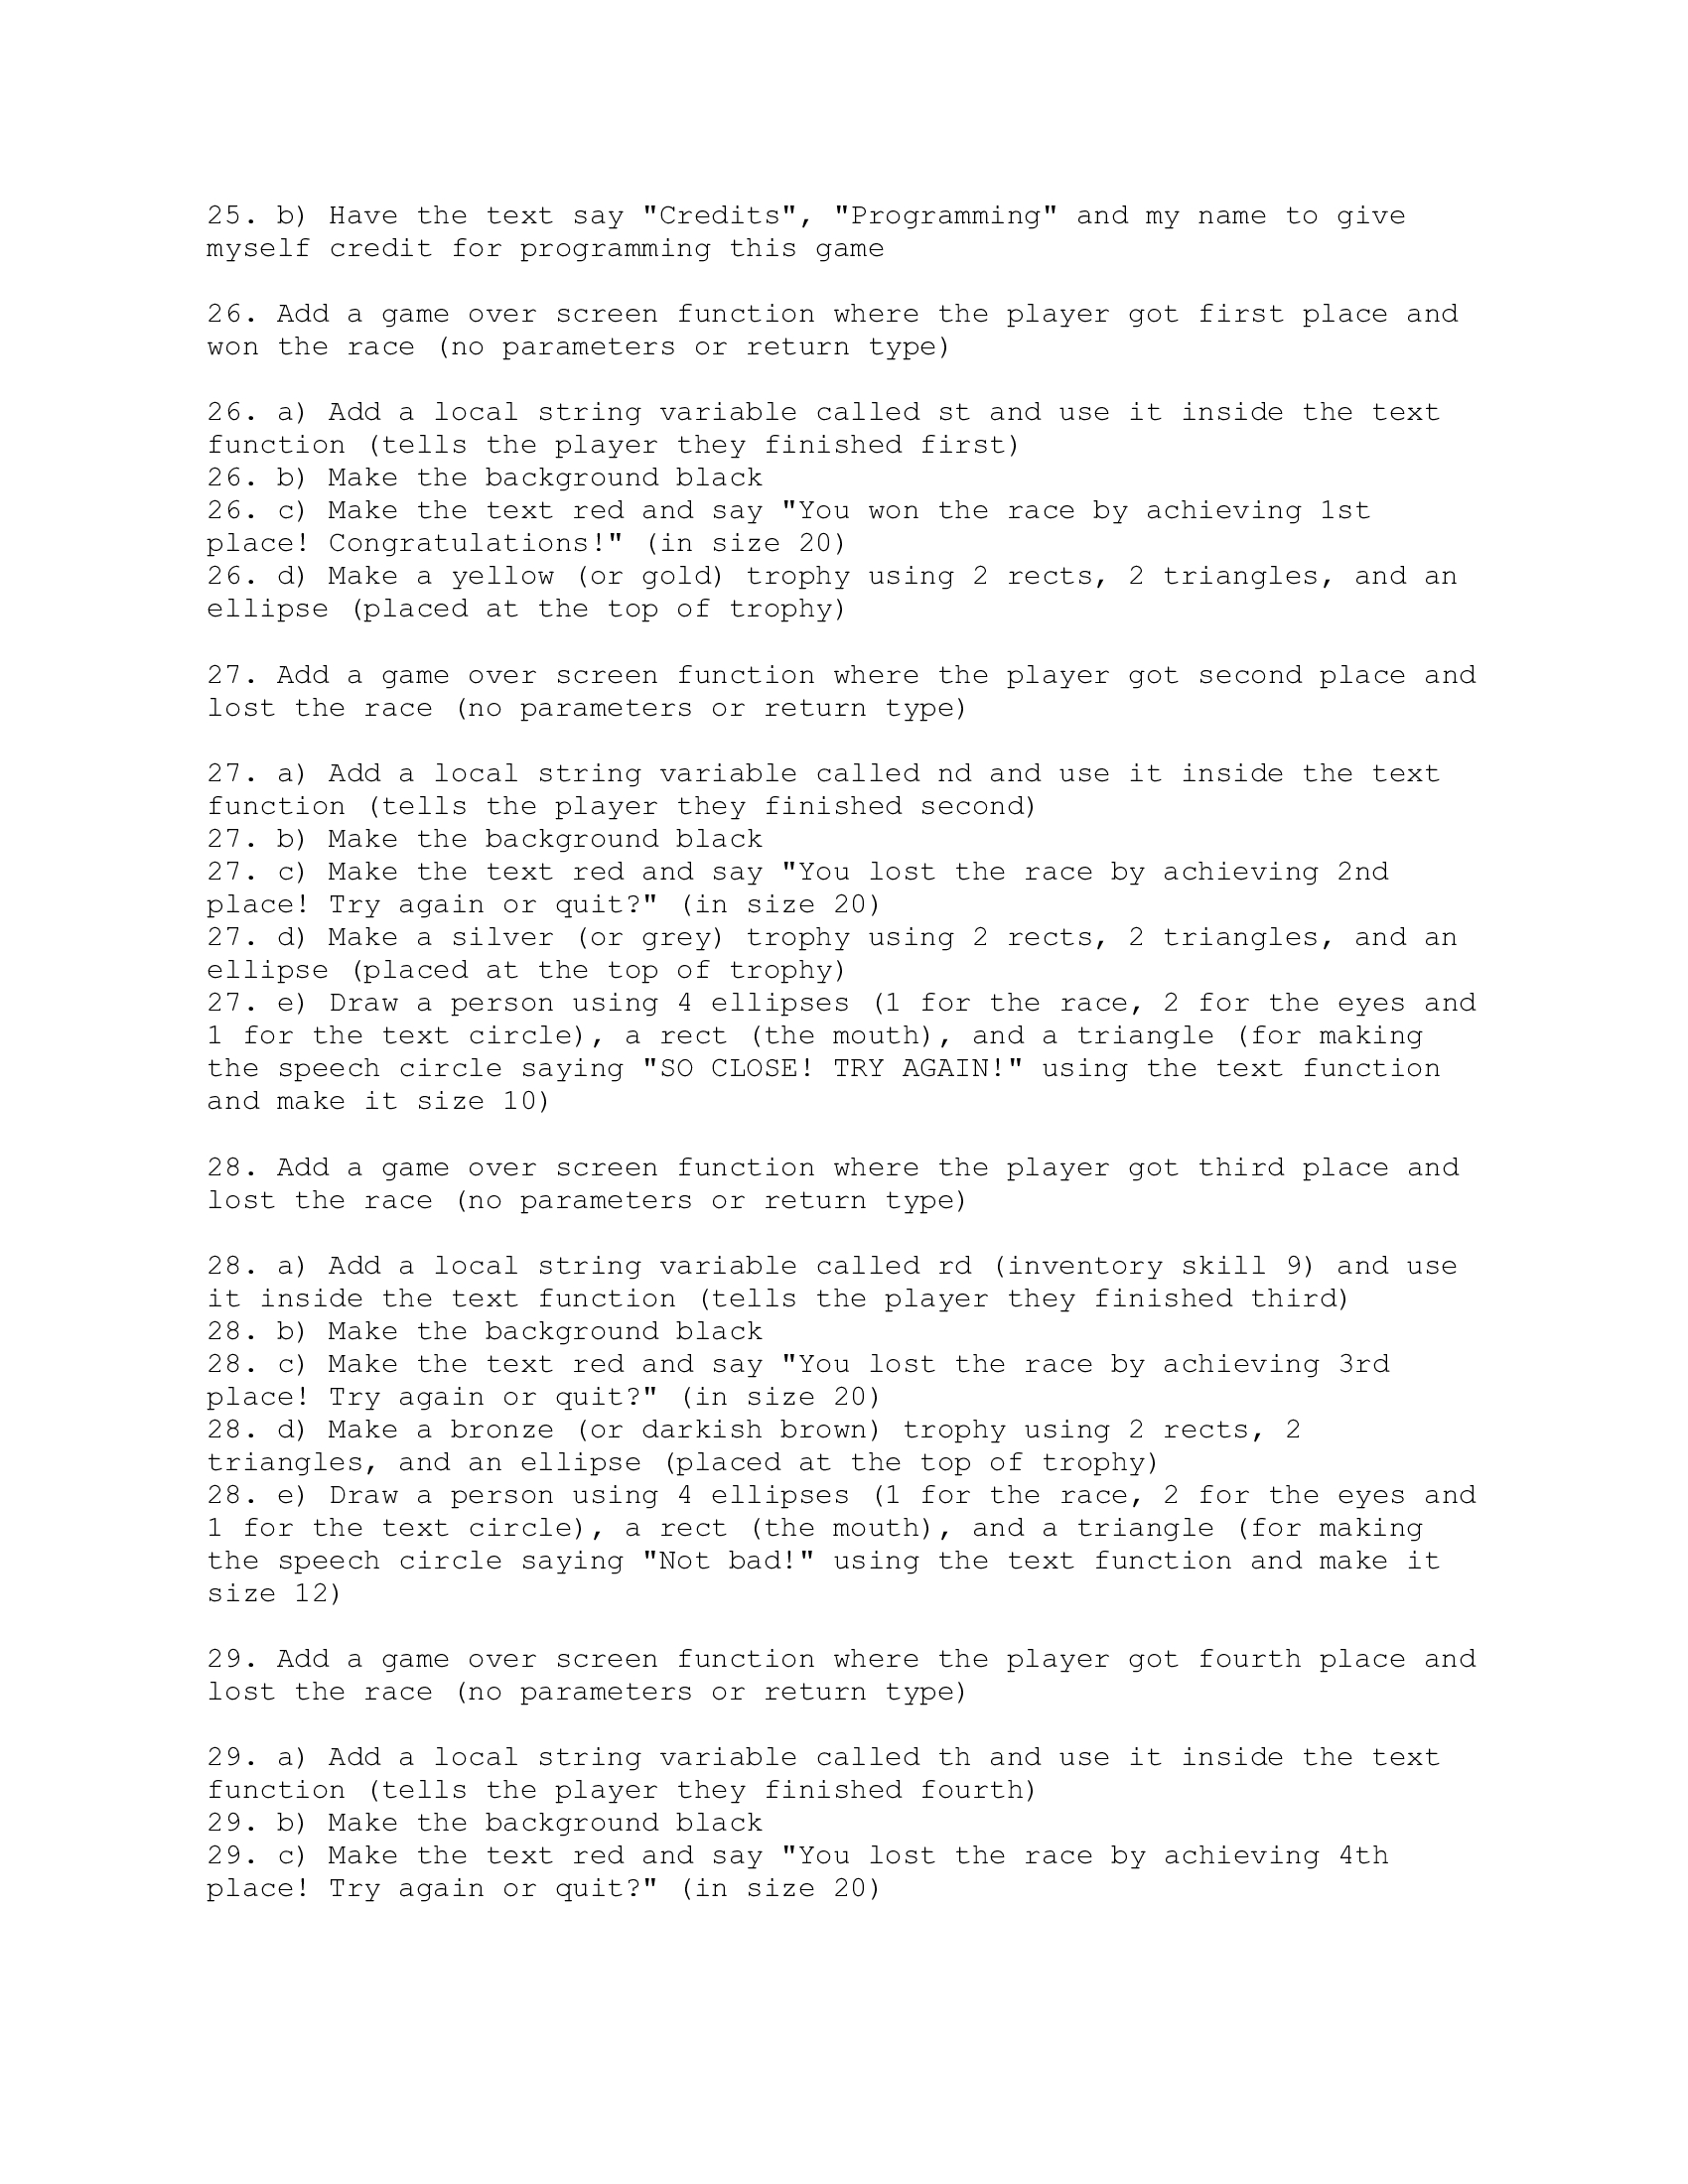 25. b) Have the text say "Credits", "Programming" and my name to give
myself credit for programming this game
26. Add a game over screen function where the player got first place and
won the race (no parameters or return type)
26. a) Add a local string variable called st and use it inside the text
function (tells the player they finished first)
26. b) Make the background black
26. c) Make the text red and say "You won the race by achieving 1st
place! Congratulations!" (in size 20)
26. d) Make a yellow (or gold) trophy using 2 rects, 2 triangles, and an
ellipse (placed at the top of trophy)
27. Add a game over screen function where the player got second place and
lost the race (no parameters or return type)
27. a) Add a local string variable called nd and use it inside the text
function (tells the player they finished second)
27. b) Make the background black
27. c) Make the text red and say "You lost the race by achieving 2nd
place! Try again or quit?" (in size 20)
27. d) Make a silver (or grey) trophy using 2 rects, 2 triangles, and an
ellipse (placed at the top of trophy)
27. e) Draw a person using 4 ellipses (1 for the race, 2 for the eyes and
1 for the text circle), a rect (the mouth), and a triangle (for making
the speech circle saying "SO CLOSE! TRY AGAIN!" using the text function
and make it size 10)
28. Add a game over screen function where the player got third place and
lost the race (no parameters or return type)
28. a) Add a local string variable called rd (inventory skill 9) and use
it inside the text function (tells the player they finished third)
28. b) Make the background black
28. c) Make the text red and say "You lost the race by achieving 3rd
place! Try again or quit?" (in size 20)
28. d) Make a bronze (or darkish brown) trophy using 2 rects, 2
triangles, and an ellipse (placed at the top of trophy)
28. e) Draw a person using 4 ellipses (1 for the race, 2 for the eyes and
1 for the text circle), a rect (the mouth), and a triangle (for making
the speech circle saying "Not bad!" using the text function and make it
size 12)
29. Add a game over screen function where the player got fourth place and
lost the race (no parameters or return type)
29. a) Add a local string variable called th and use it inside the text
function (tells the player they finished fourth)
29. b) Make the background black
29. c) Make the text red and say "You lost the race by achieving 4th
place! Try again or quit?" (in size 20)